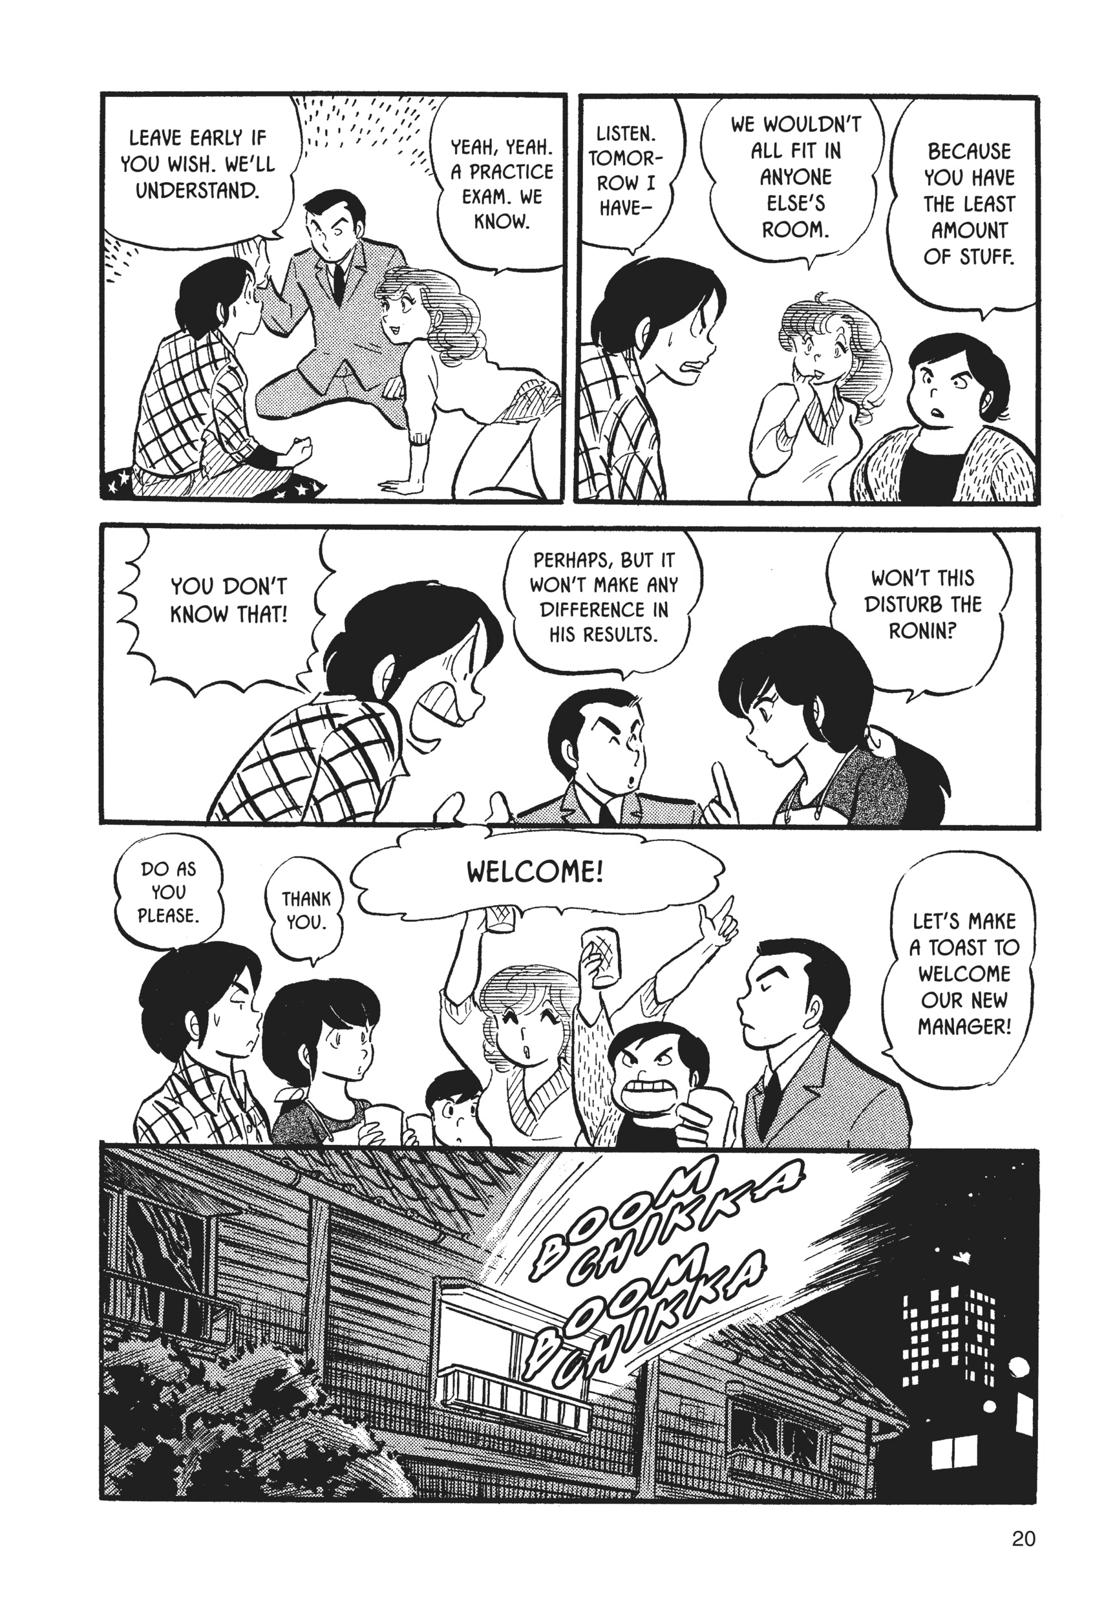 BECAUSE
YOU HAVE
THE LEAST
AMOUNT
OF STUFF.
WE WOULDN'T
ALL FIT IN
ANYONE
ELSE'S
ROOM.
LISTEN.
TOMOR-
ROW I
HAVE–
YEAH, YEAH.
A PRACTICE
EXAM. WE
KNOW.
LEAVE EARLY IF
YOU WISH. WE'LL
UNDERSTAND.
WON'T THIS
DISTURB THE
RONIN?
PERHAPS, BUT IT
WON'T MAKE ANY
DIFFERENCE IN
HIS RESULTS.
YOU DON'T
KNOW THAT!
LET'S MAKE
A TOAST TO
WELCOME
OUR NEW
MANAGER!
WELCOME!
THANK
YOU.
DO AS
YOU
PLEASE.
BOOM
CHIKKA
BOOM
CHIKKA
20